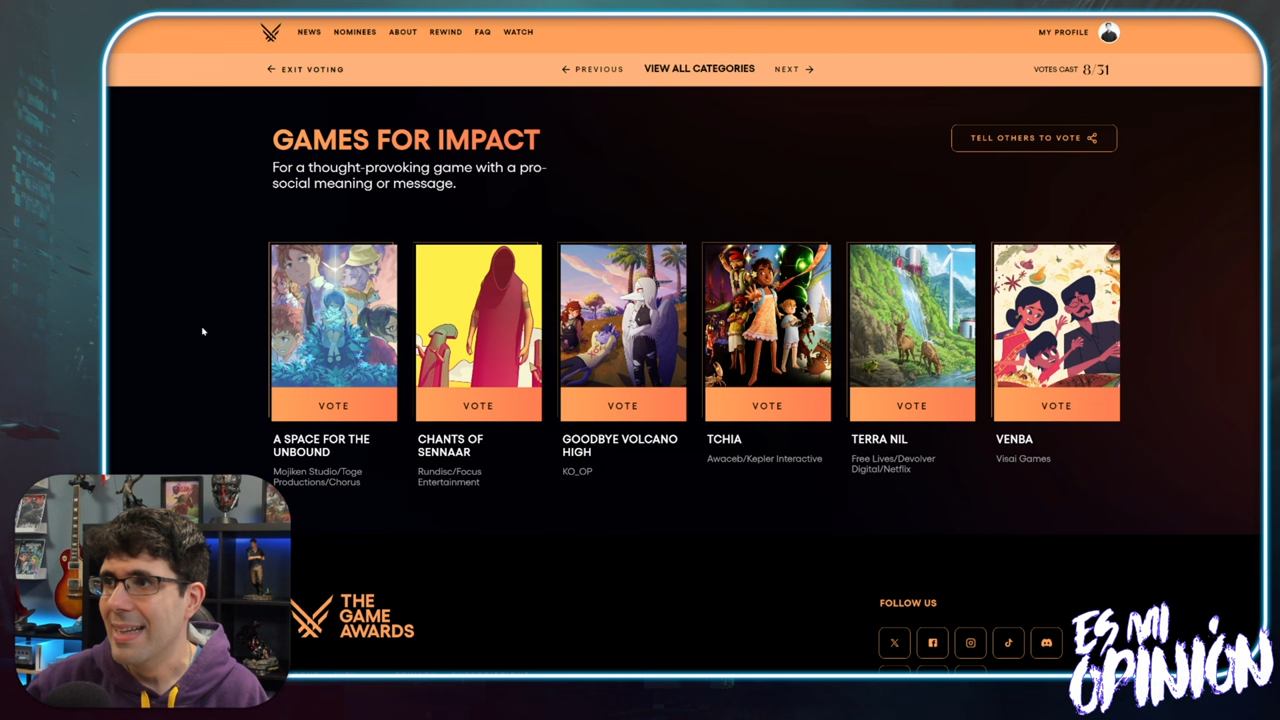 NEWS NOMINEES ABOUT REWIND FAQ WATCH MY PROFILE
EXIT VOTING PREVIOUS VIEW ALL CATEGORIES NEXT VOTES CAST 8/31
GAMES FOR IMPACT
For a thought-provoking game with a pro-
social meaning or message.
TELL OTHERS TO VOTE
VOTE VOTE VOTE VOTE VOTE VOTE
A SPACE FOR THE
UNBOUND
Mojiken Studio/Toge
Productions/Chorus
CHANTS OF
SENNAAR
Rundisc/Focus
Entertainment
GOODBYE VOLCANO
HIGH
KO_OP
TCHIA
Awaceb/Kepler Interactive
TERRA NIL
Free Lives/Devolver
Digital/Netflix
VENBA
Visai Games
THE
GAME
AWARDS
FOLLOW US
ES MI
OPINIÓN